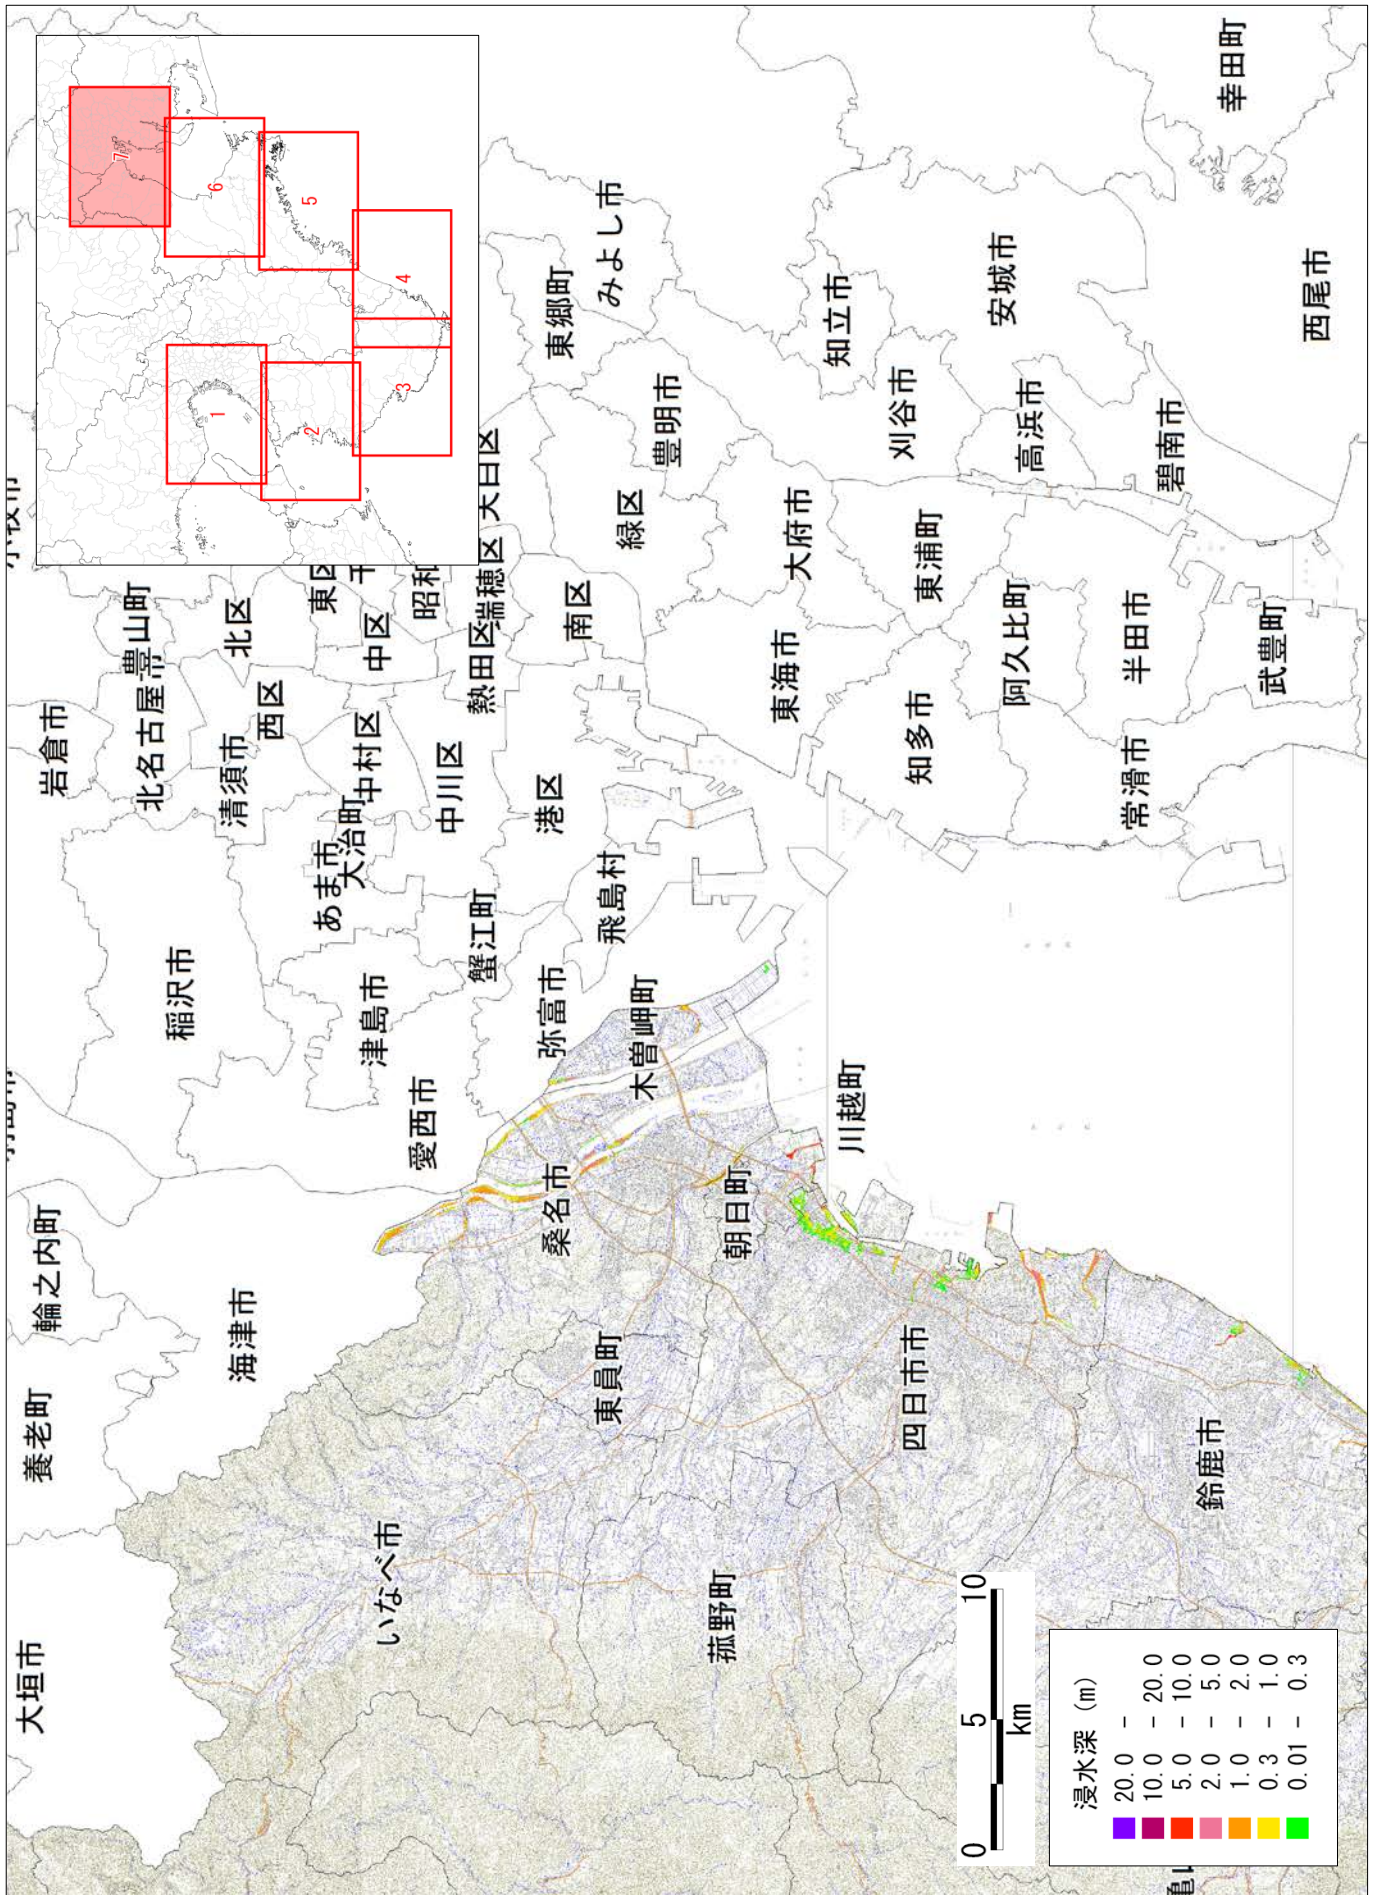 大垣市
養老町
輪之内町
海津市
稲沢市
岩倉市
北名古屋市
豊山町
清須市
西区
北区
東区
あま市
大治町
中村区
中区
津島市
愛西市
中川区
昭和
蟹江町
熱田区
瑞穂区
天白区
弥富市
飛島村
港区
南区
緑区
東郷町
みよし市
豊明市
木曽岬町
桑名市
いなべ市
東員町
朝日町
川越町
菰野町
四日市市
鈴鹿市
東海市
大府市
知立市
刈谷市
安城市
幸田町
知多市
東浦町
高浜市
阿久比町
常滑市
半田市
碧南市
武豊町
西尾市
1
2
3
4
5
6
7
0 5 10
km
浸水深 (m)
20.0 -
10.0 - 20.0
5.0 - 10.0
2.0 - 5.0
1.0 - 2.0
0.3 - 1.0
0.01 - 0.3